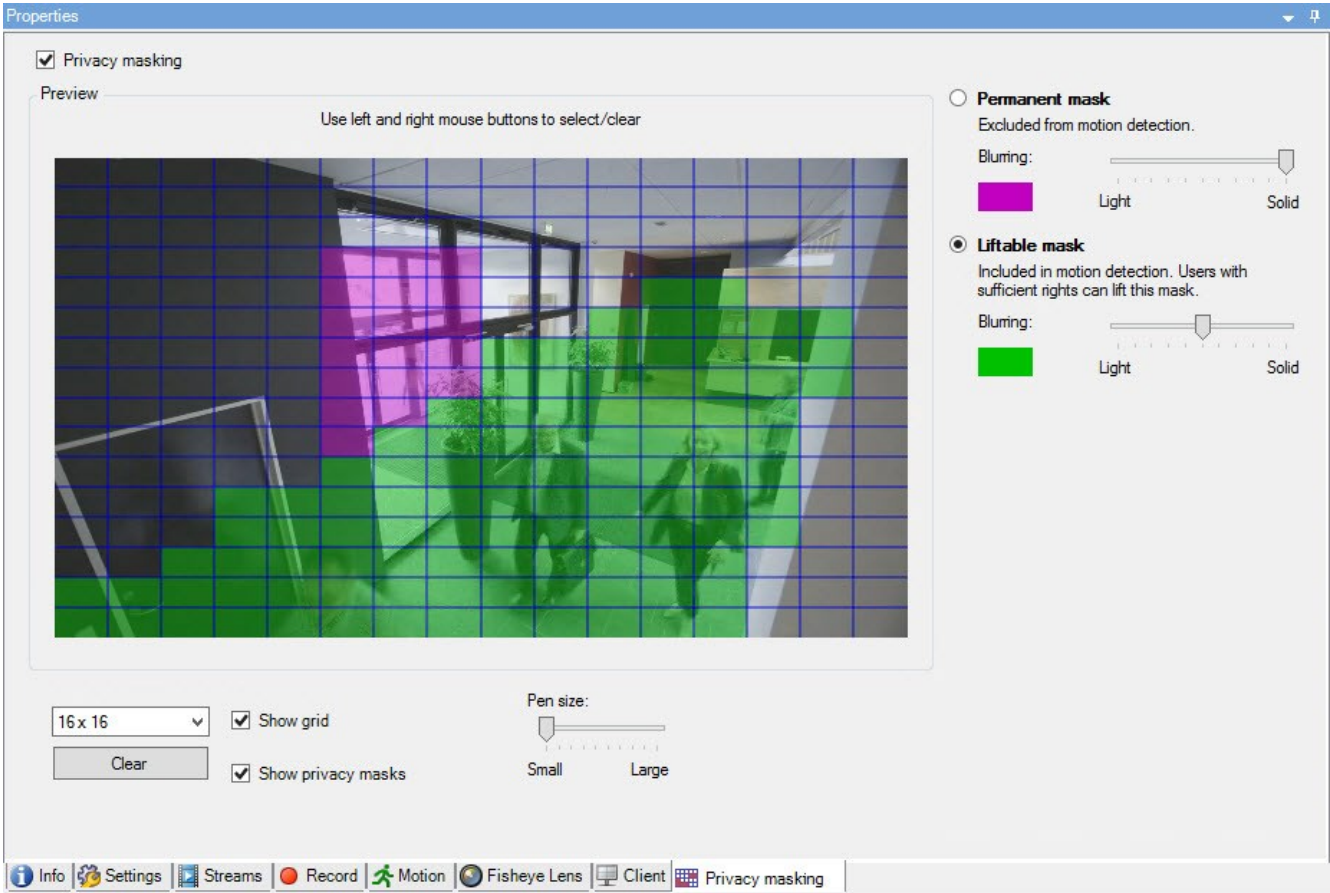 Properties
Privacy masking
Preview
Use left and right mouse buttons to select/clear
Permanent mask
Excluded from motion detection.
Blurring:
Light
Solid
Liftable mask
Included in motion detection. Users with
sufficient rights can lift this mask.
Blurring:
Light
Solid
16 x 16
Show grid
Clear
Show privacy masks
Pen size:
Small
Large
Info
Settings
Streams
Record
Motion
Fisheye Lens
Client
Privacy masking